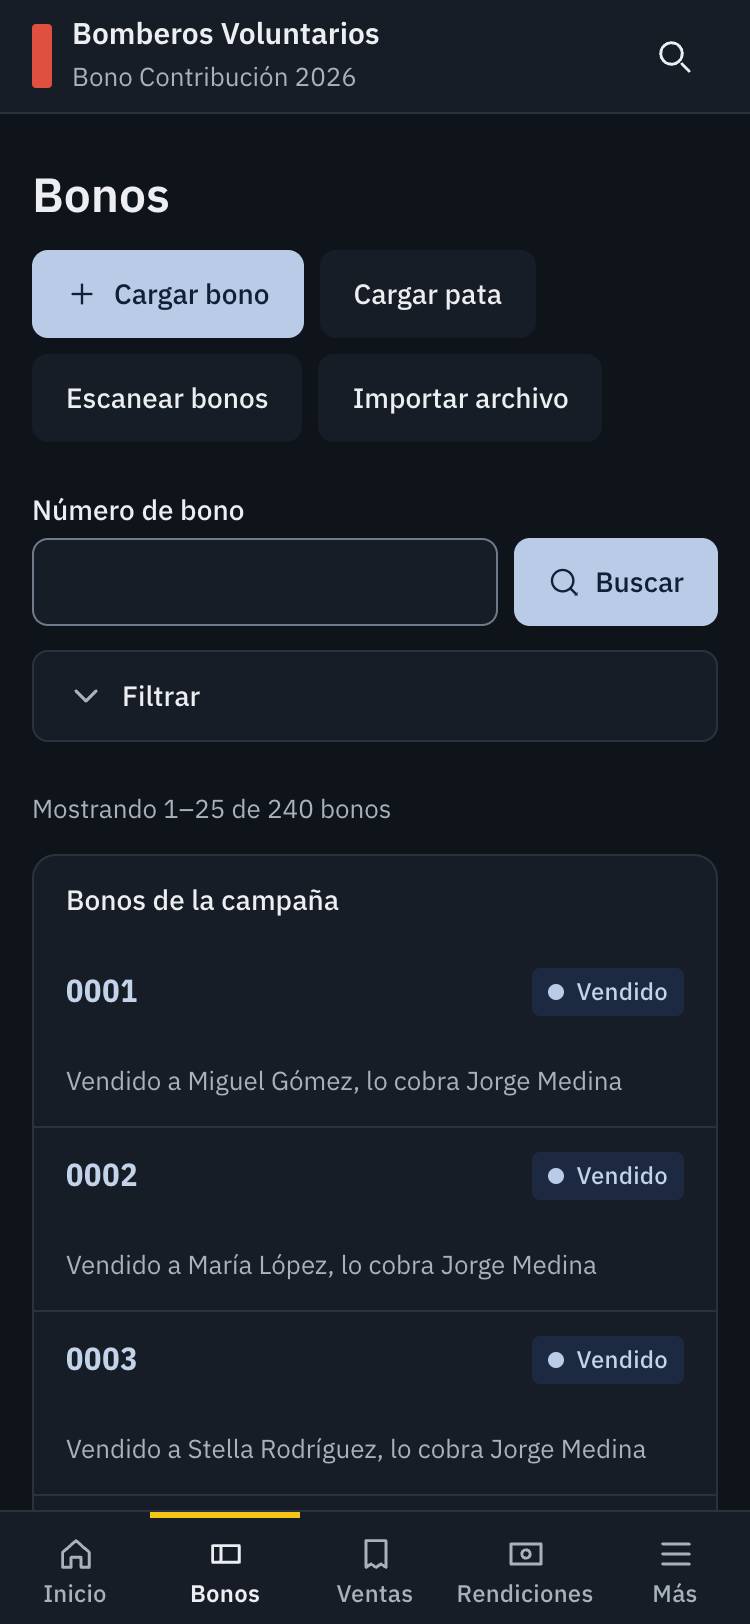 Bomberos Voluntarios
Bono Contribución 2026
Bonos
Cargar bono
Cargar pata
Escanear bonos
Importar archivo
Número de bono
Buscar
Filtrar
Mostrando 1–25 de 240 bonos
Bonos de la campaña
0001
Vendido
Vendido a Miguel Gómez, lo cobra Jorge Medina
0002
Vendido
Vendido a María López, lo cobra Jorge Medina
0003
Vendido
Vendido a Stella Rodríguez, lo cobra Jorge Medina
Inicio
Bonos
Ventas
Rendiciones
Más